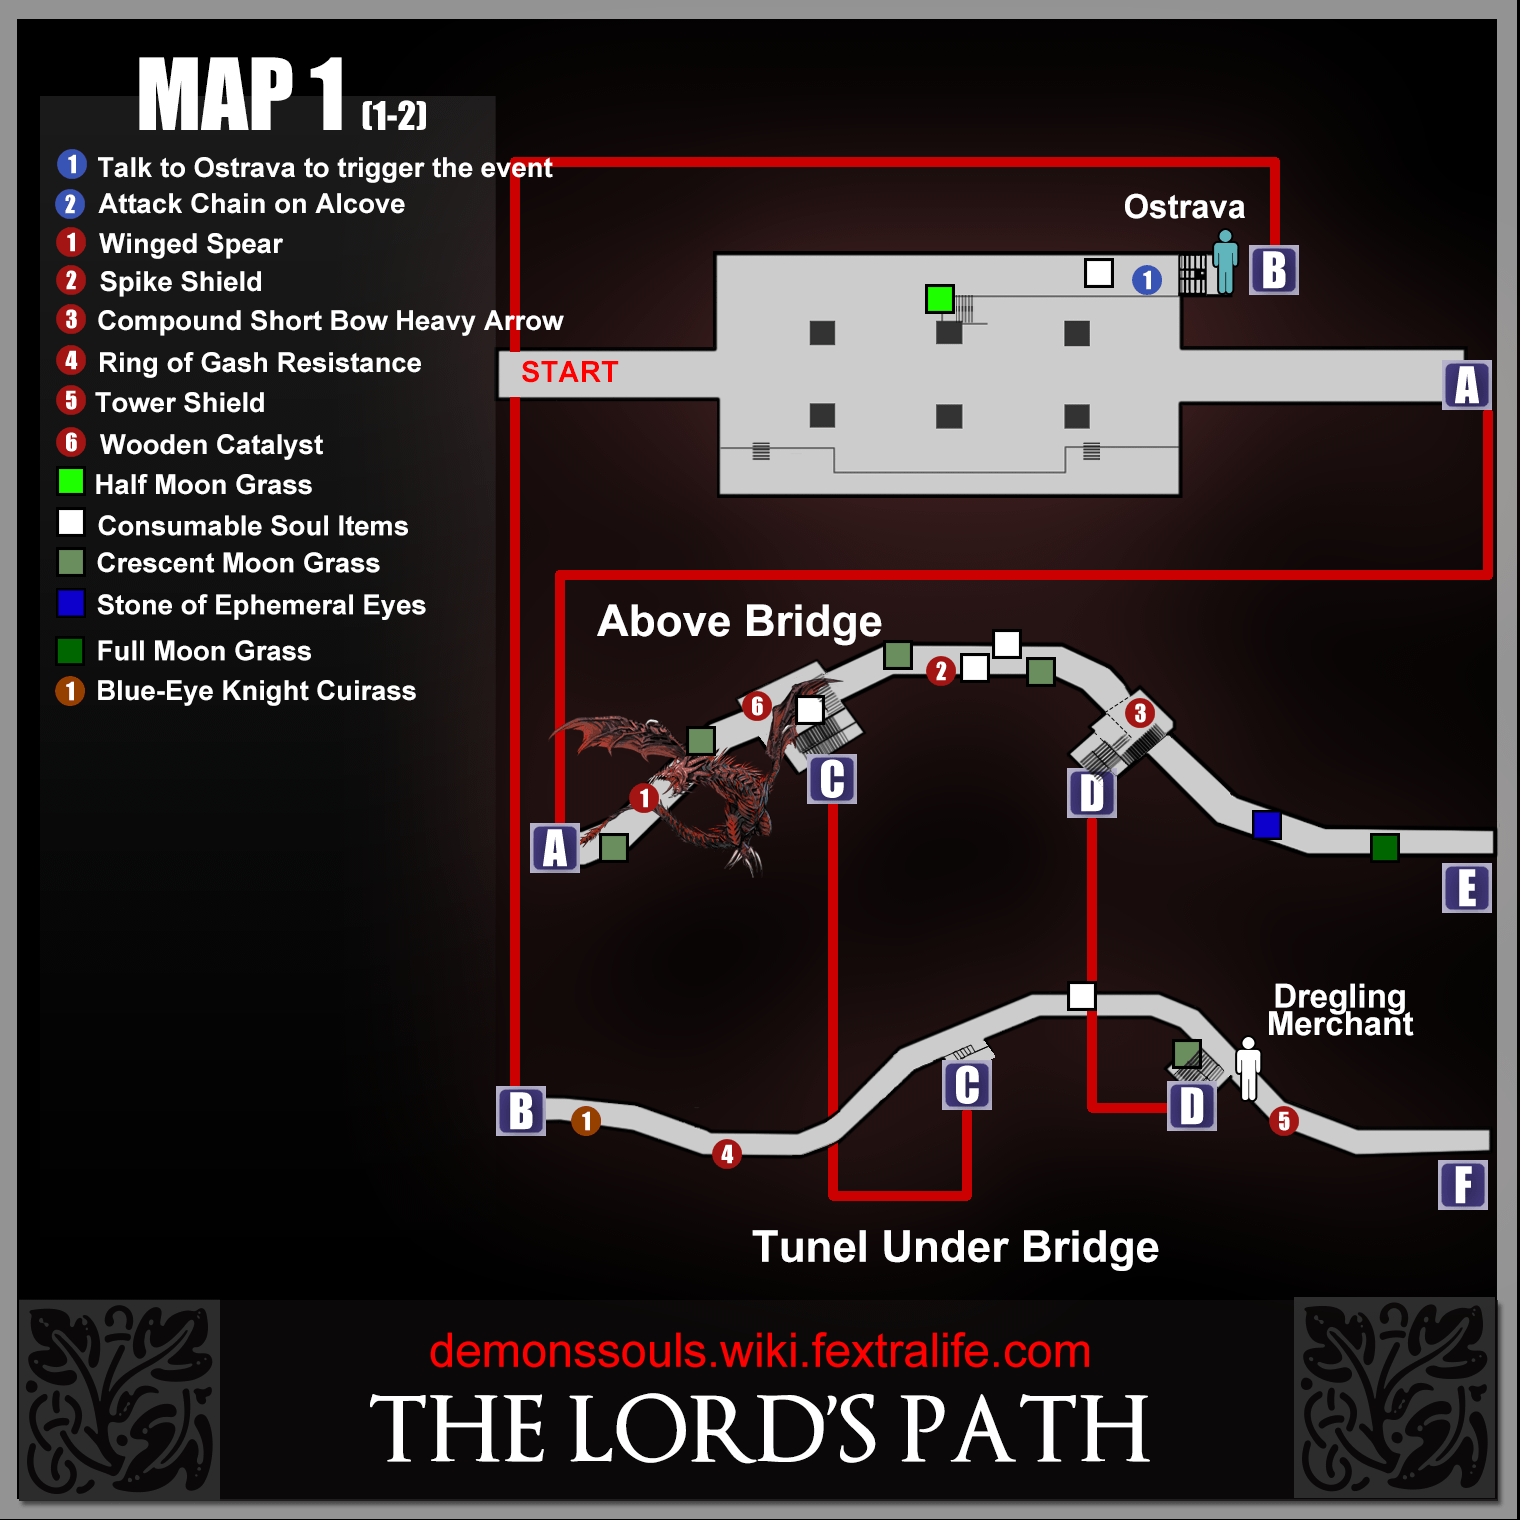 MAP 1 (1-2)
1 Talk to Ostrava to trigger the event
2 Attack Chain on Alcove
1 Winged Spear
2 Spike Shield
3 Compound Short Bow Heavy Arrow
4 Ring of Gash Resistance
5 Tower Shield
6 Wooden Catalyst
Half Moon Grass
Consumable Soul Items
Crescent Moon Grass
Stone of Ephemeral Eyes
Full Moon Grass
1 Blue-Eye Knight Cuirass
Ostrava
1
B
START
A
Above Bridge
2
6
3
1
C
D
A
E
Dregling
Merchant
C
B
1
D
5
4
F
Tunel Under Bridge
demonssouls.wiki.fextralife.com
THE LORD'S PATH